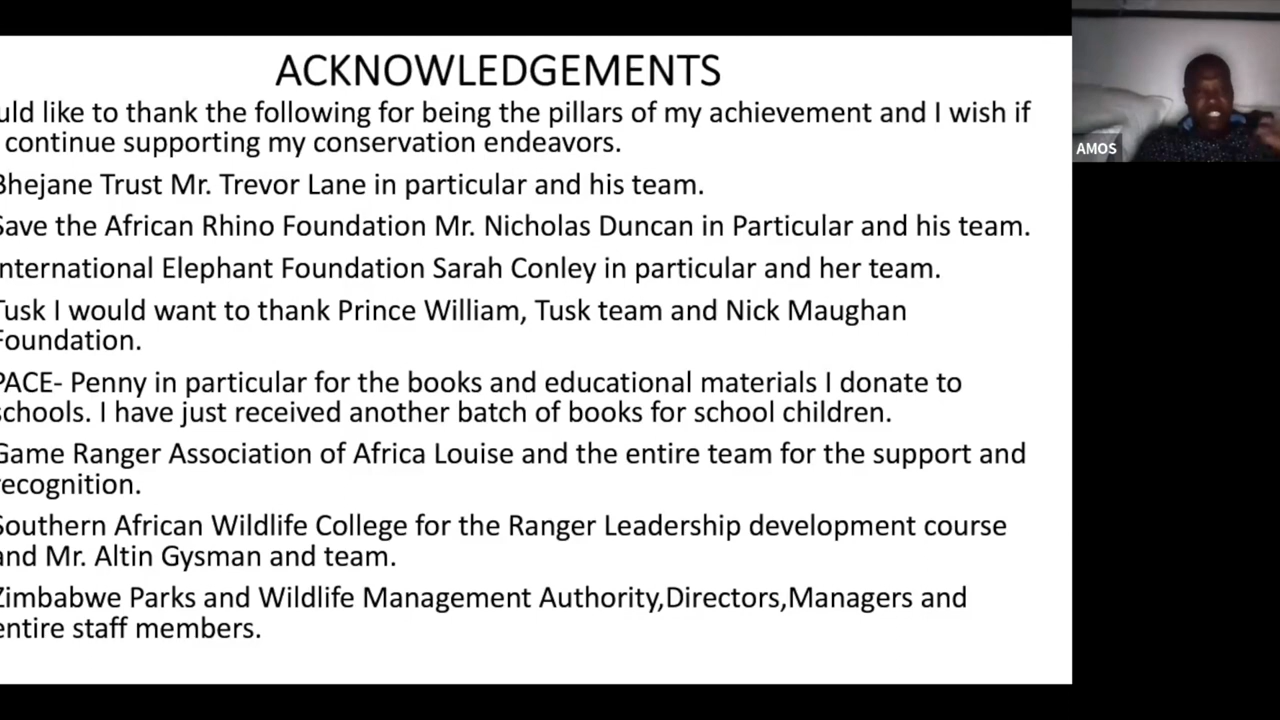 ACKNOWLEDGEMENTS
like to thank the following for being the pillars of my achievement and I wish if
continue supporting my conservation endeavors.
Bhejane Trust Mr. Trevor Lane in particular and his team.
Save the African Rhino Foundation Mr. Nicholas Duncan in Particular and his team.
International Elephant Foundation Sarah Conley in particular and her team.
Tusk I would want to thank Prince William, Tusk team and Nick Maughan
Foundation.
PACE- Penny in particular for the books and educational materials I donate to
schools. I have just received another batch of books for school children.
Game Ranger Association of Africa Louise and the entire team for the support and
recognition.
Southern African Wildlife College for the Ranger Leadership development course
and Mr. Altin Gysman and team.
Zimbabwe Parks and Wildlife Management Authority,Directors,Managers and
entire staff members.
AMOS